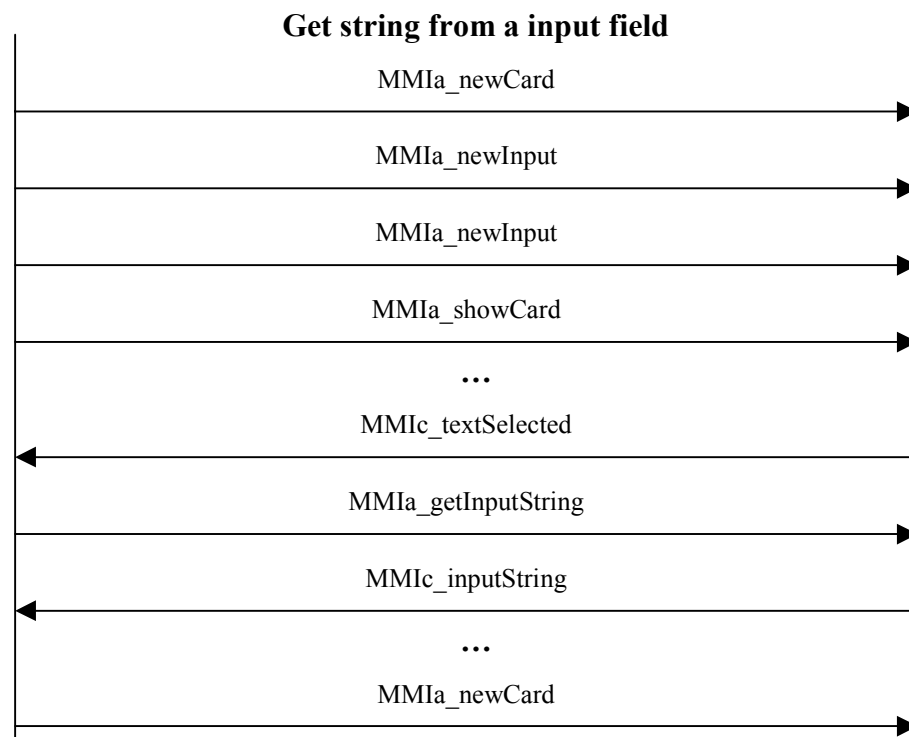 Get string from a input field
MMIa_newCard
MMIa_newInput
MMIa_newInput
MMIa_showCard
...
MMIc_textSelected
MMIa_getInputString
MMIc_inputString
...
MMIa_newCard